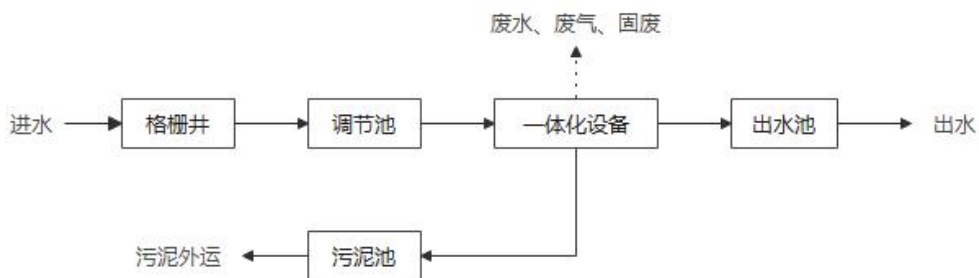 废水、废气、固废
进水
格栅井
调节池
一体化设备
出水池
出水
污泥外运
污泥池